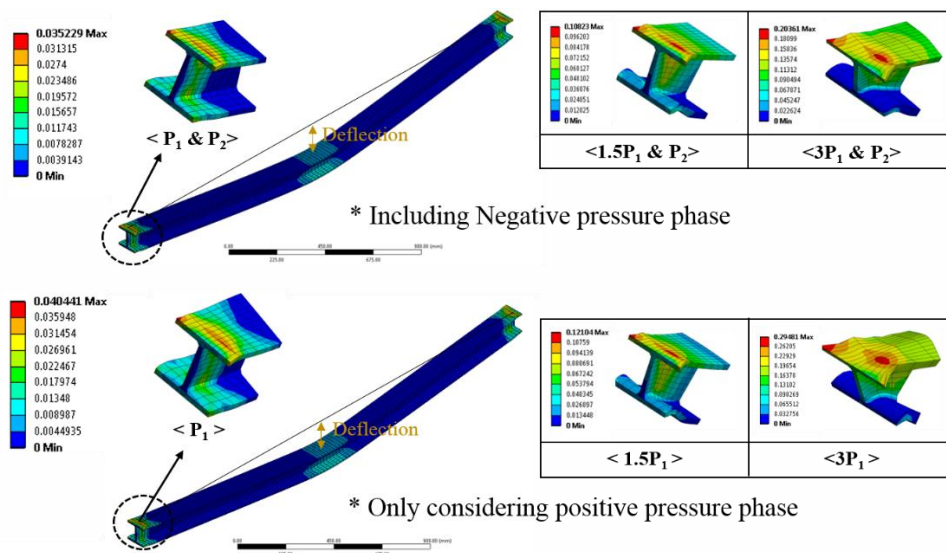 0.035229 Max
0.031315
0.0274
0.023486
0.019572
0.015657
0.011743
0.0078287
0.0039143
0 Min
< P₁ & P₂>
Deflection
0.10823 Max
0.096203
0.084178
0.072152
0.060127
0.048102
0.036076
0.024051
0.012025
0 Min
0.20361 Max
0.18099
0.15836
0.13574
0.11312
0.090494
0.067871
0.045247
0.022624
0 Min
<1.5P₁ & P₂>
<3P₁ & P₂>
* Including Negative pressure phase
0.00
450.00
900.00 (mm)
225.00
675.00
0.040441 Max
0.035948
0.031454
0.026961
0.022467
0.017974
0.01348
0.008987
0.0044935
0 Min
< P₁ >
Deflection
0.12104 Max
0.10759
0.094139
0.080691
0.067242
0.053794
0.040345
0.026897
0.013448
0 Min
0.29481 Max
0.26205
0.22929
0.19654
0.16378
0.13102
0.098269
0.065512
0.032756
0 Min
< 1.5P₁ >
<3P₁ >
* Only considering positive pressure phase
0.00
450.00
900.00 (mm)